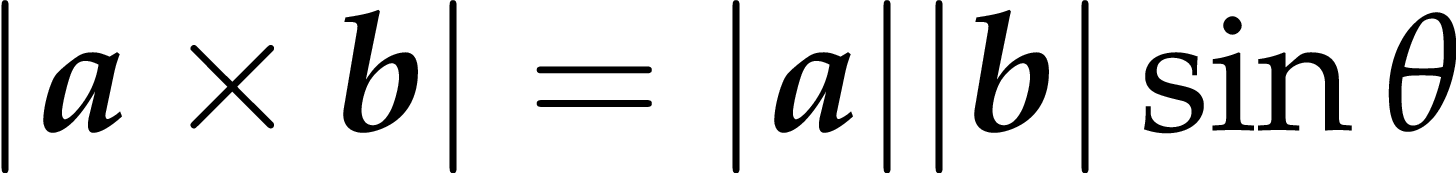 |a × b| = |a||b| sin θ